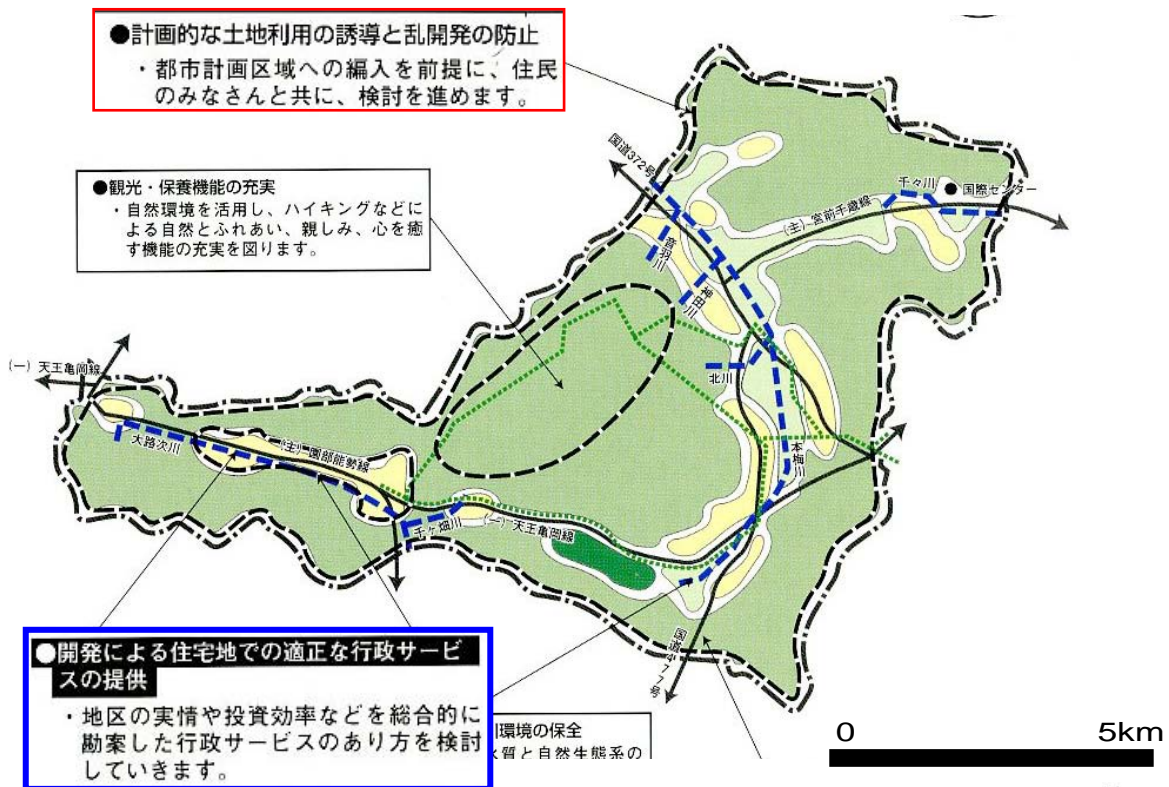 ●計画的な土地利用の誘導と乱開発の防止
・都市計画区域への編入を前提に、住民
のみなさんと共に、検討を進めます。
●観光・保養機能の充実
・自然環境を活用し、ハイキングなどに
よる自然とふれあい、親しみ、心を癒
す機能の充実を図ります。
国道372号
千々川
国際センター
(主)宮前千歳線
音羽川
神田川
(一)天王亀岡線
北川
大路次川
(主)園部能勢線
本梅川
千ヶ畑川
(一)天王亀岡線
国道477号
●開発による住宅地での適正な行政サービ
スの提供
・地区の実情や投資効率などを総合的に
勘案した行政サービスのあり方を検討
していきます。
川環境の保全
水質と自然生態系の
0 5km